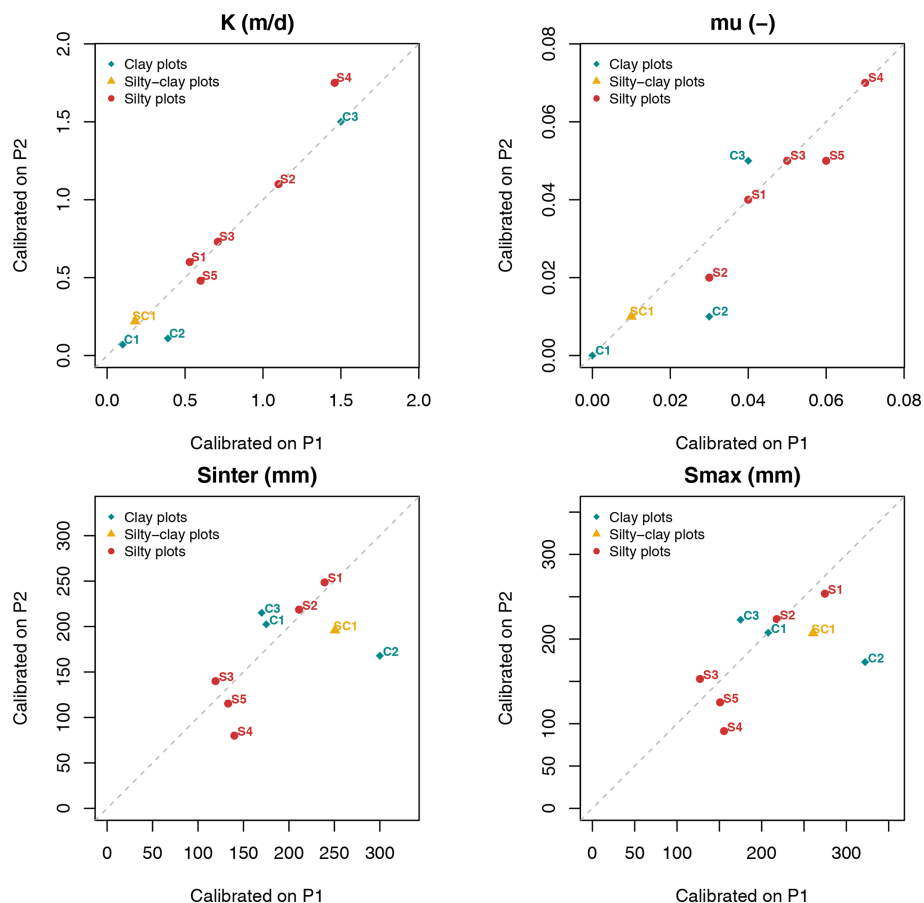 K (m/d)
Clay plots
Silty−clay plots
Silty plots
S4
C3
S2
S3
S1
S5
SC1
C1
C2
0.0
0.5
1.0
1.5
2.0
0.0
0.5
1.0
1.5
2.0
Calibrated on P1
Calibrated on P2
mu (−)
Clay plots
Silty−clay plots
Silty plots
S4
C3
S3
S5
S1
S2
SC1
C2
C1
0.00
0.02
0.04
0.06
0.08
0.00
0.02
0.04
0.06
0.08
Calibrated on P1
Calibrated on P2
Sinter (mm)
Clay plots
Silty−clay plots
Silty plots
S1
C3
S2
C1
SC1
C2
S3
S5
S4
0
50
100
150
200
250
300
0
50
100
150
200
250
300
Calibrated on P1
Calibrated on P2
Smax (mm)
Clay plots
Silty−clay plots
Silty plots
S1
C3
S2
C1
SC1
C2
S3
S5
S4
0
50
100
200
300
0
50
100
200
300
Calibrated on P1
Calibrated on P2